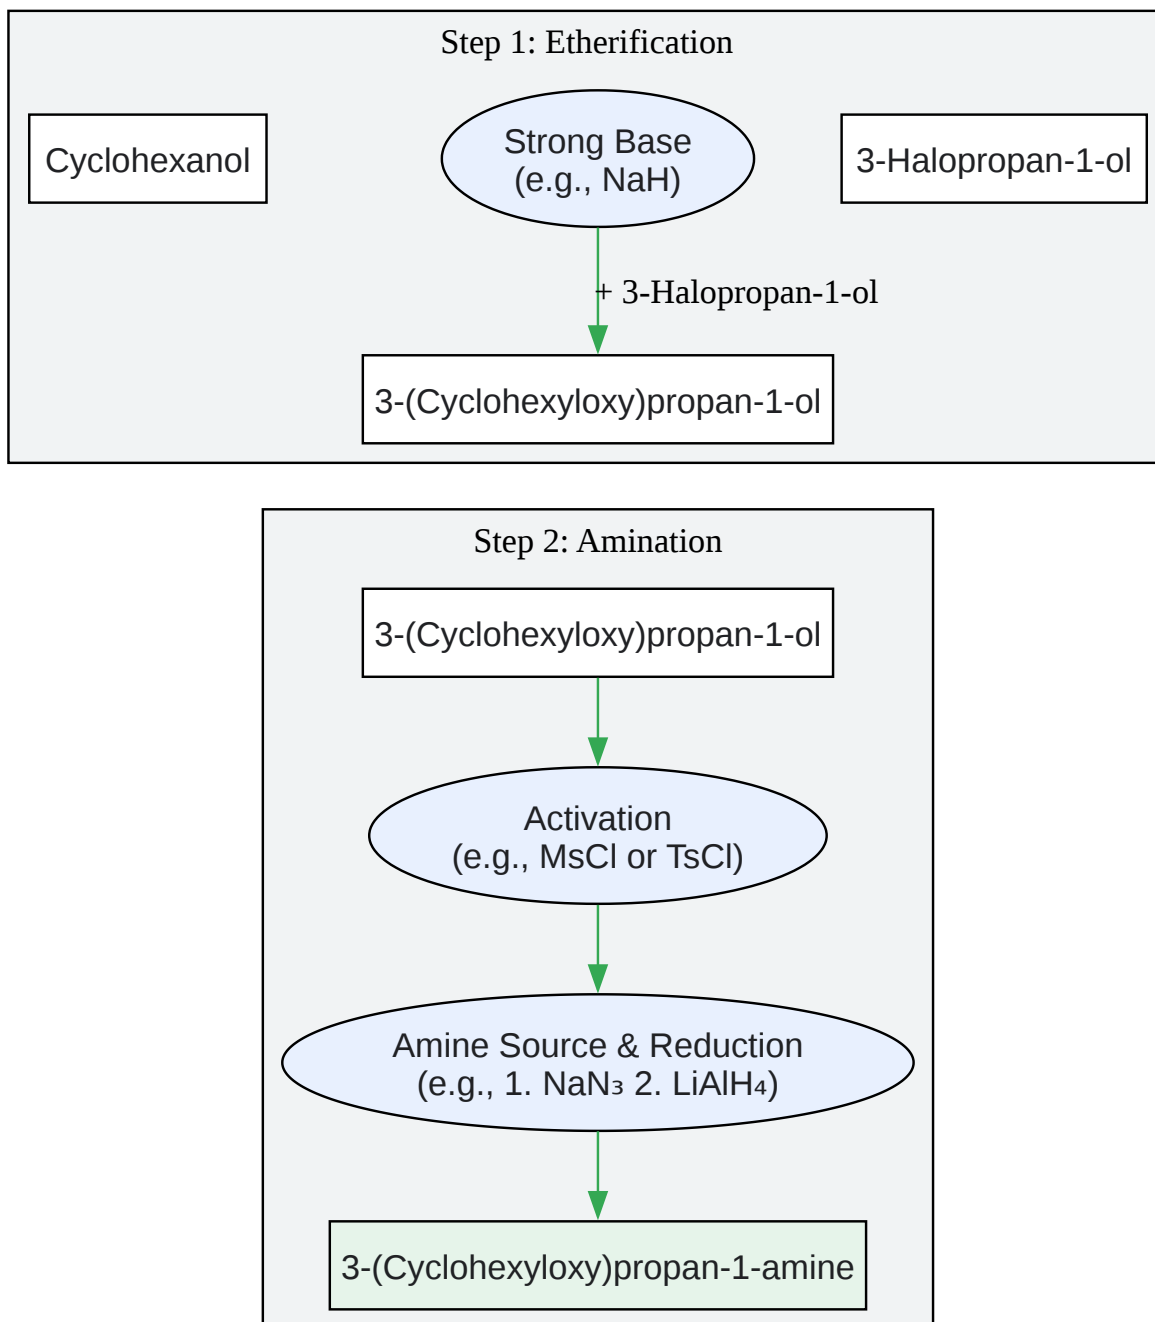 Step 1: Etherification
Cyclohexanol
Strong Base
(e.g., NaH)
3-Halopropan-1-ol
+ 3-Halopropan-1-ol
3-(Cyclohexyloxy)propan-1-ol
Step 2: Amination
3-(Cyclohexyloxy)propan-1-ol
Activation
(e.g., MsCl or TsCl)
Amine Source & Reduction
(e.g., 1. NaN₃ 2. LiAlH₄)
3-(Cyclohexyloxy)propan-1-amine